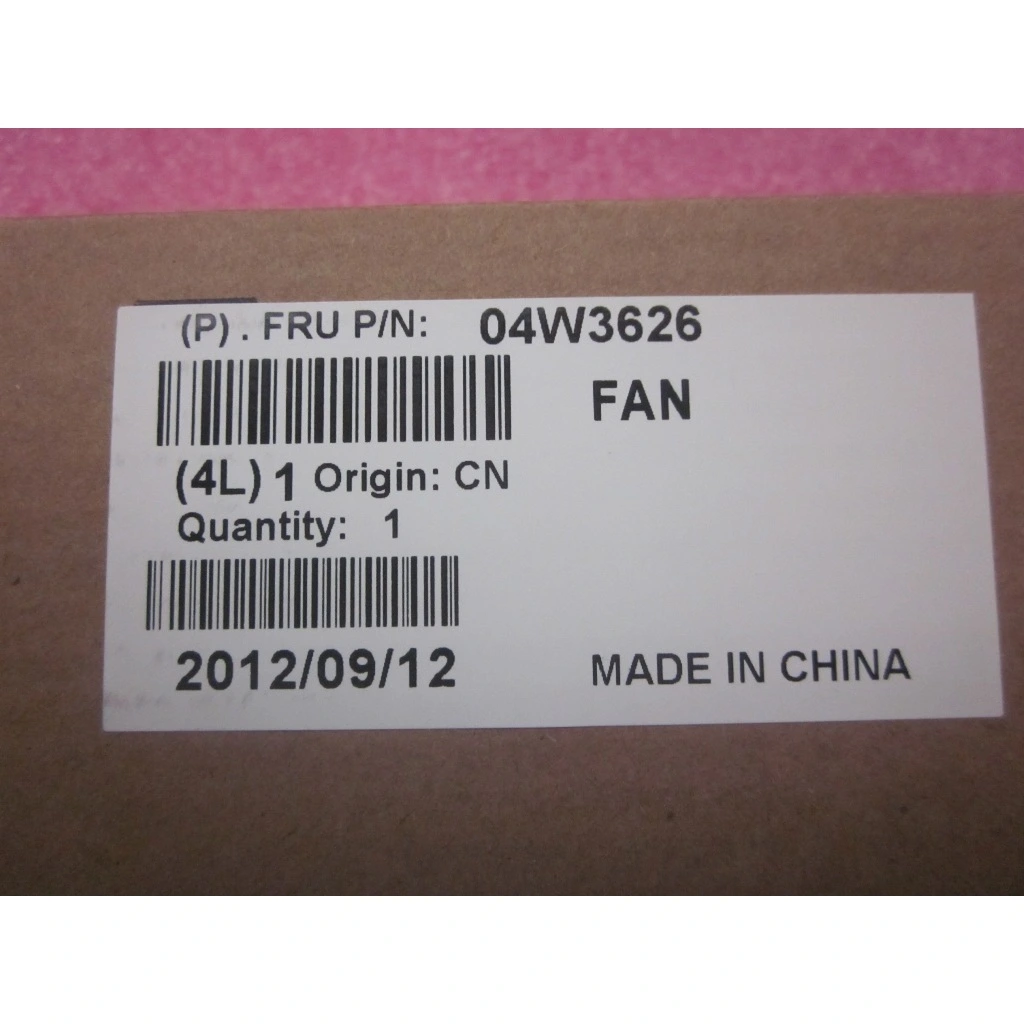 (P) . FRU P/N: 04W3626
FAN
(4L) 1 Origin: CN
Quantity: 1
2012/09/12
MADE IN CHINA